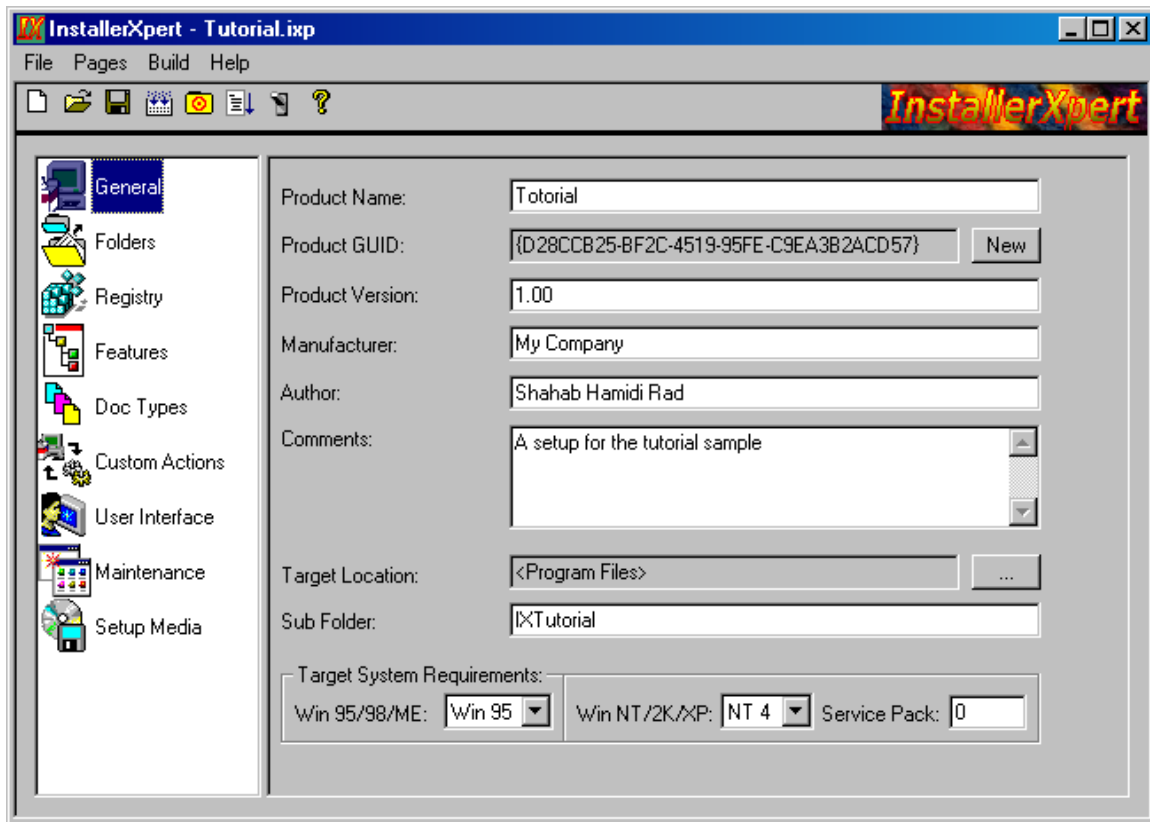 InstallerXpert - Tutorial.ixp
File Pages Build Help
InstallerXpert
General
Folders
Registry
Features
Doc Types
Custom Actions
User Interface
Maintenance
Setup Media
Product Name: Totorial
Product GUID: {D28CCB25-BF2C-4519-95FE-C9EA3B2ACD57} New
Product Version: 1.00
Manufacturer: My Company
Author: Shahab Hamidi Rad
Comments: A setup for the tutorial sample
Target Location: <Program Files> ...
Sub Folder: IXTutorial
Target System Requirements:
Win 95/98/ME: Win 95 Win NT/2K/XP: NT 4 Service Pack: 0